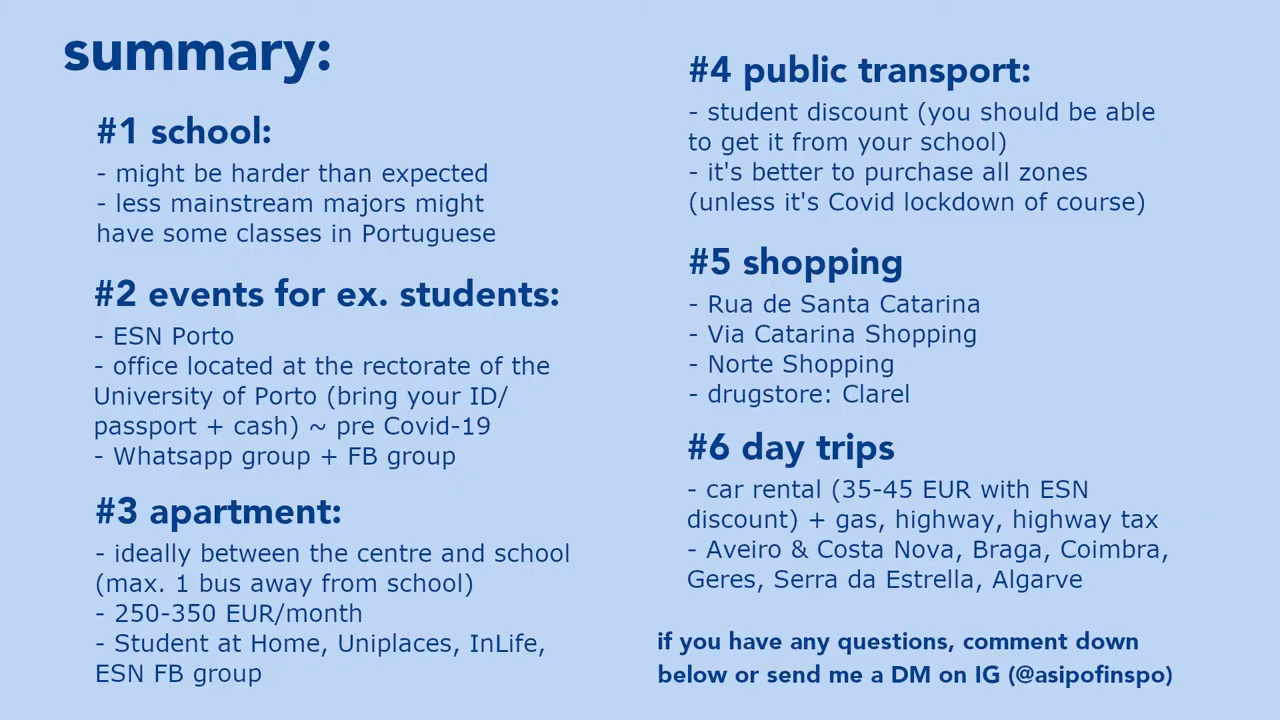 summary:
#1 school:
- might be harder than expected
- less mainstream majors might
have some classes in Portuguese
#2 events for ex. students:
- ESN Porto
- office located at the rectorate of the
University of Porto (bring your ID/
passport + cash) ~ pre Covid-19
- Whatsapp group + FB group
#3 apartment:
- ideally between the centre and school
(max. 1 bus away from school)
- 250-350 EUR/month
- Student at Home, Uniplaces, InLife,
ESN FB group
#4 public transport:
- student discount (you should be able
to get it from your school)
- it's better to purchase all zones
(unless it's Covid lockdown of course)
#5 shopping
- Rua de Santa Catarina
- Via Catarina Shopping
- Norte Shopping
- drugstore: Clarel
#6 day trips
- car rental (35-45 EUR with ESN
discount) + gas, highway, highway tax
- Aveiro & Costa Nova, Braga, Coimbra,
Geres, Serra da Estrella, Algarve
if you have any questions, comment down
below or send me a DM on IG (@asipofinspo)